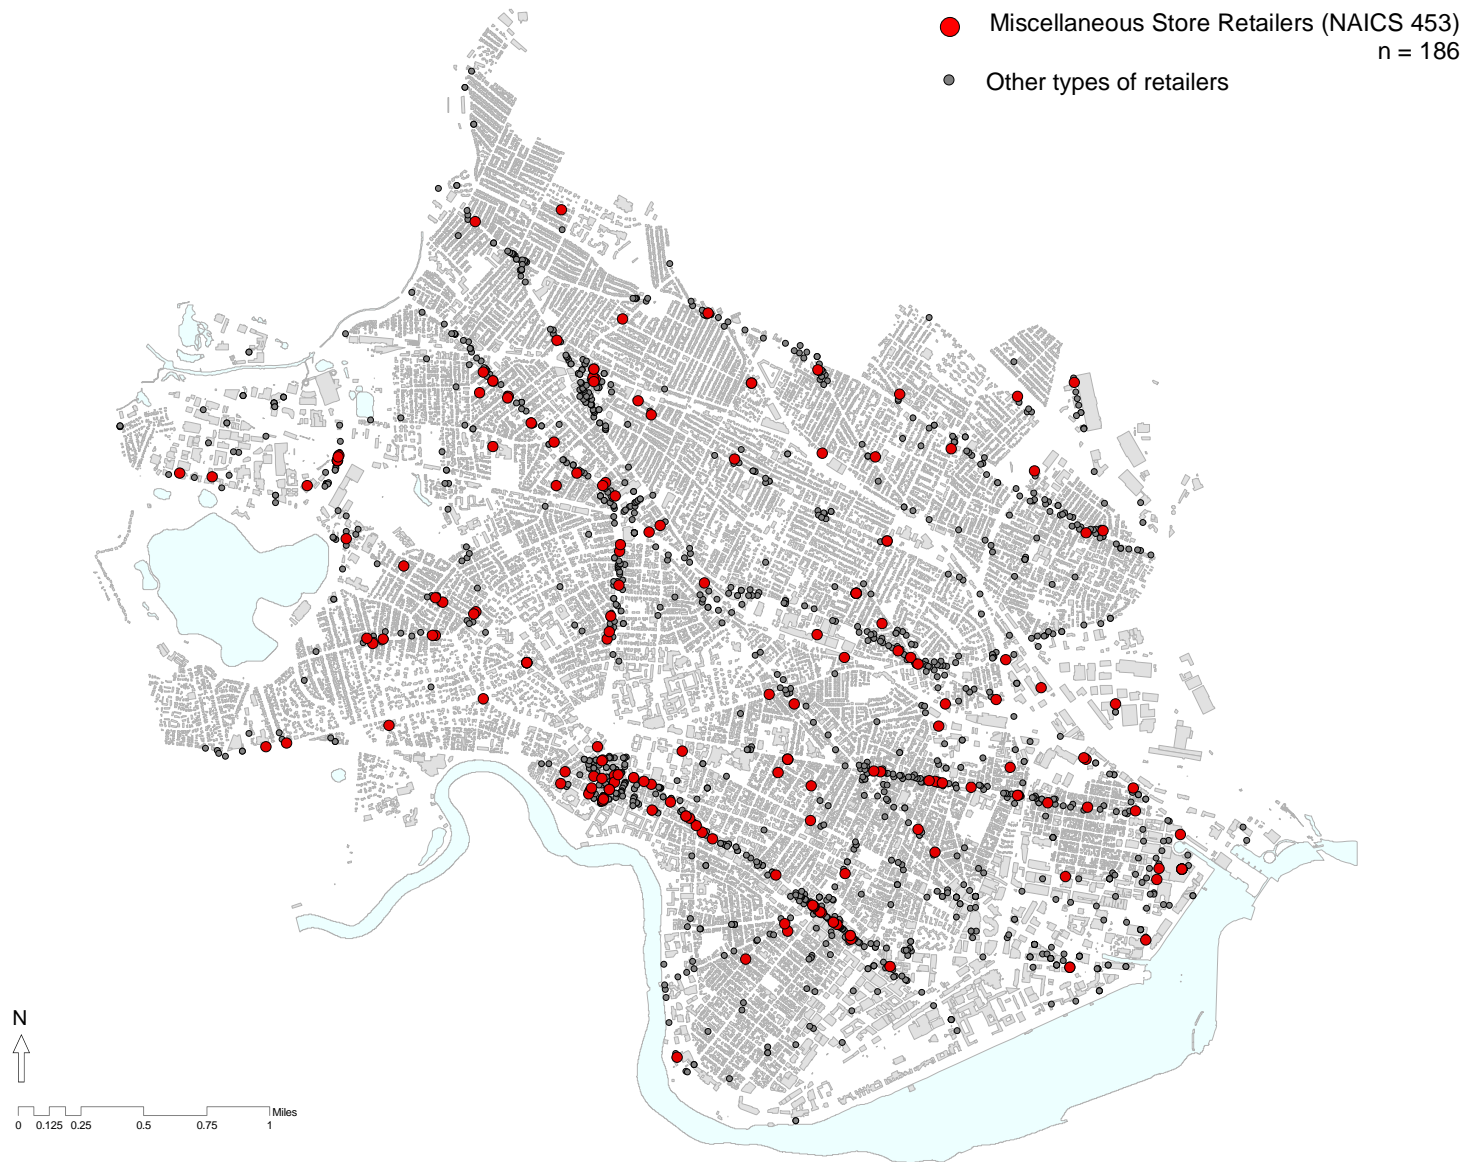 Miscellaneous Store Retailers (NAICS 453)
n = 186
Other types of retailers
N
Miles
0 0.125 0.25 0.5 0.75 1